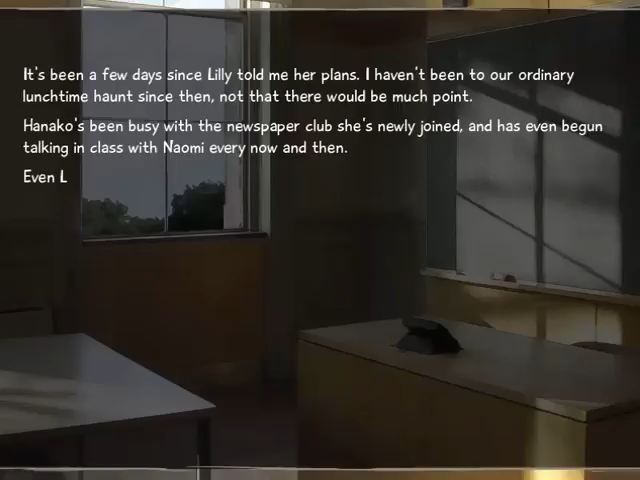 It's been a few days since Lilly told me her plans. I haven't been to our ordinary
lunchtime haunt since then, not that there would be much point.
Hanako's been busy with the newspaper club she's newly joined, and has even begun
talking in class with Naomi every now and then.
Even L